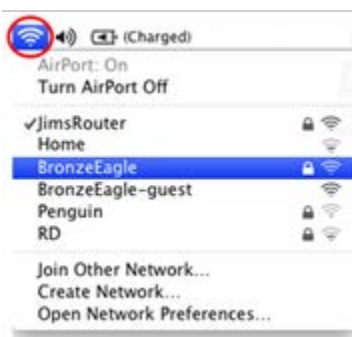 (Charged)
AirPort: On
Turn AirPort Off
✓JimsRouter
Home
BronzeEagle
BronzeEagle-guest
Penguin
RD
Join Other Network...
Create Network...
Open Network Preferences...